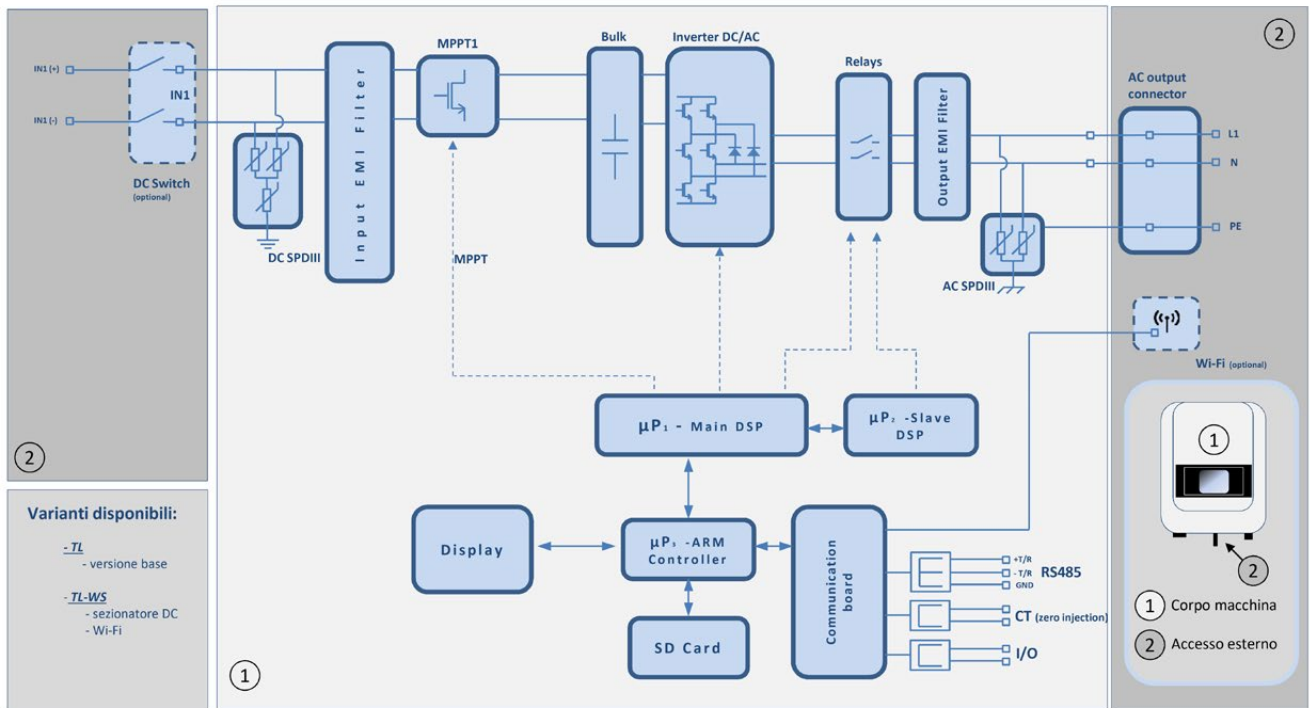 2
IN1 (+)
IN1 (-)
IN1
DC Switch
(optional)
2
Varianti disponibili:
- TL
- versione base
- TL-WS
- sezionatore DC
- Wi-Fi
DC SPDIII
Input EMI Filter
MPPT1
MPPT
Bulk
Inverter DC/AC
Relays
Output EMI Filter
AC SPDIII
AC output
connector
L1
N
PE
Wi-Fi (optional)
µP1 - Main DSP
µP2 -Slave
DSP
Display
µP3 -ARM
Controller
SD Card
Communication
board
+T/R
- T/R
GND
RS485
CT (zero injection)
I/O
1
1
2
1 Corpo macchina
2 Accesso esterno